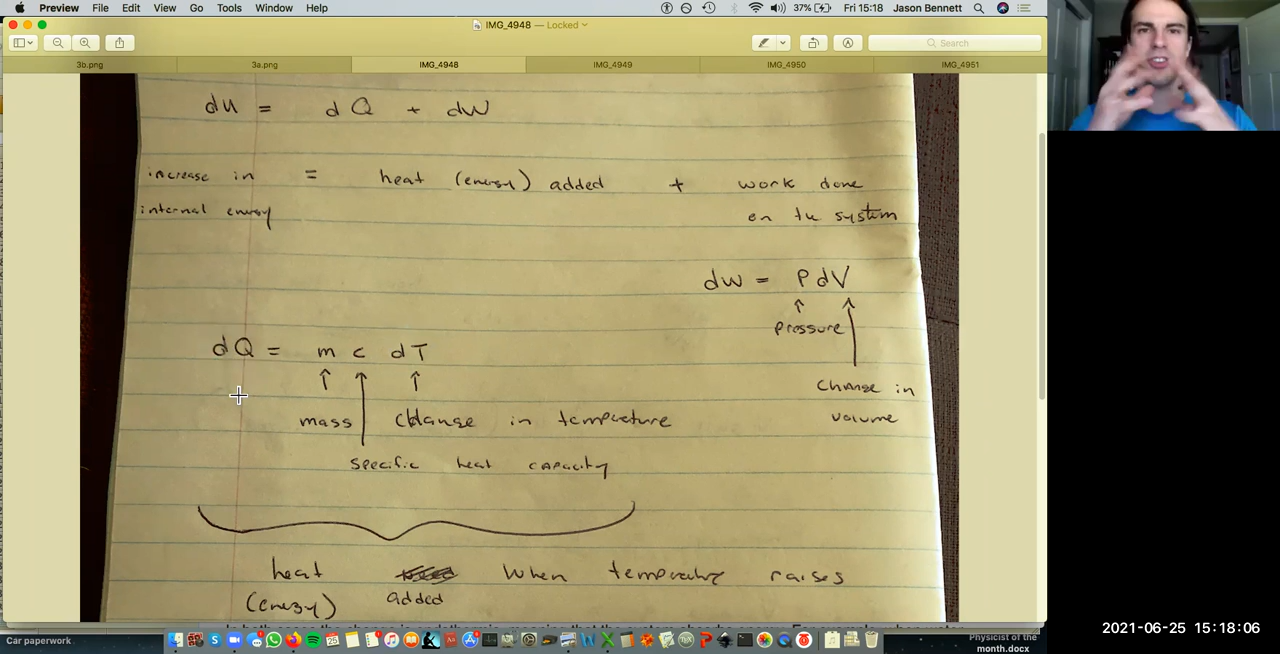 Preview File Edit View Go Tools Window Help 37% Fri 15:18 Jason Bennett
IMG_4948 — Locked
Search
3b.png 3a.png IMG_4948 IMG_4949 IMG_4950 IMG_4951
du = dQ + dW
increase in = heat (energy) added + work done
internal energy on the system
dW = P dV
pressure
change in
volume
dQ = m c dT
mass change in temperature
specific heat capacity
heat when temperature raises
(energy) added
Car paperwork
Physicist of the
month.docx
2021-06-25 15:18:06